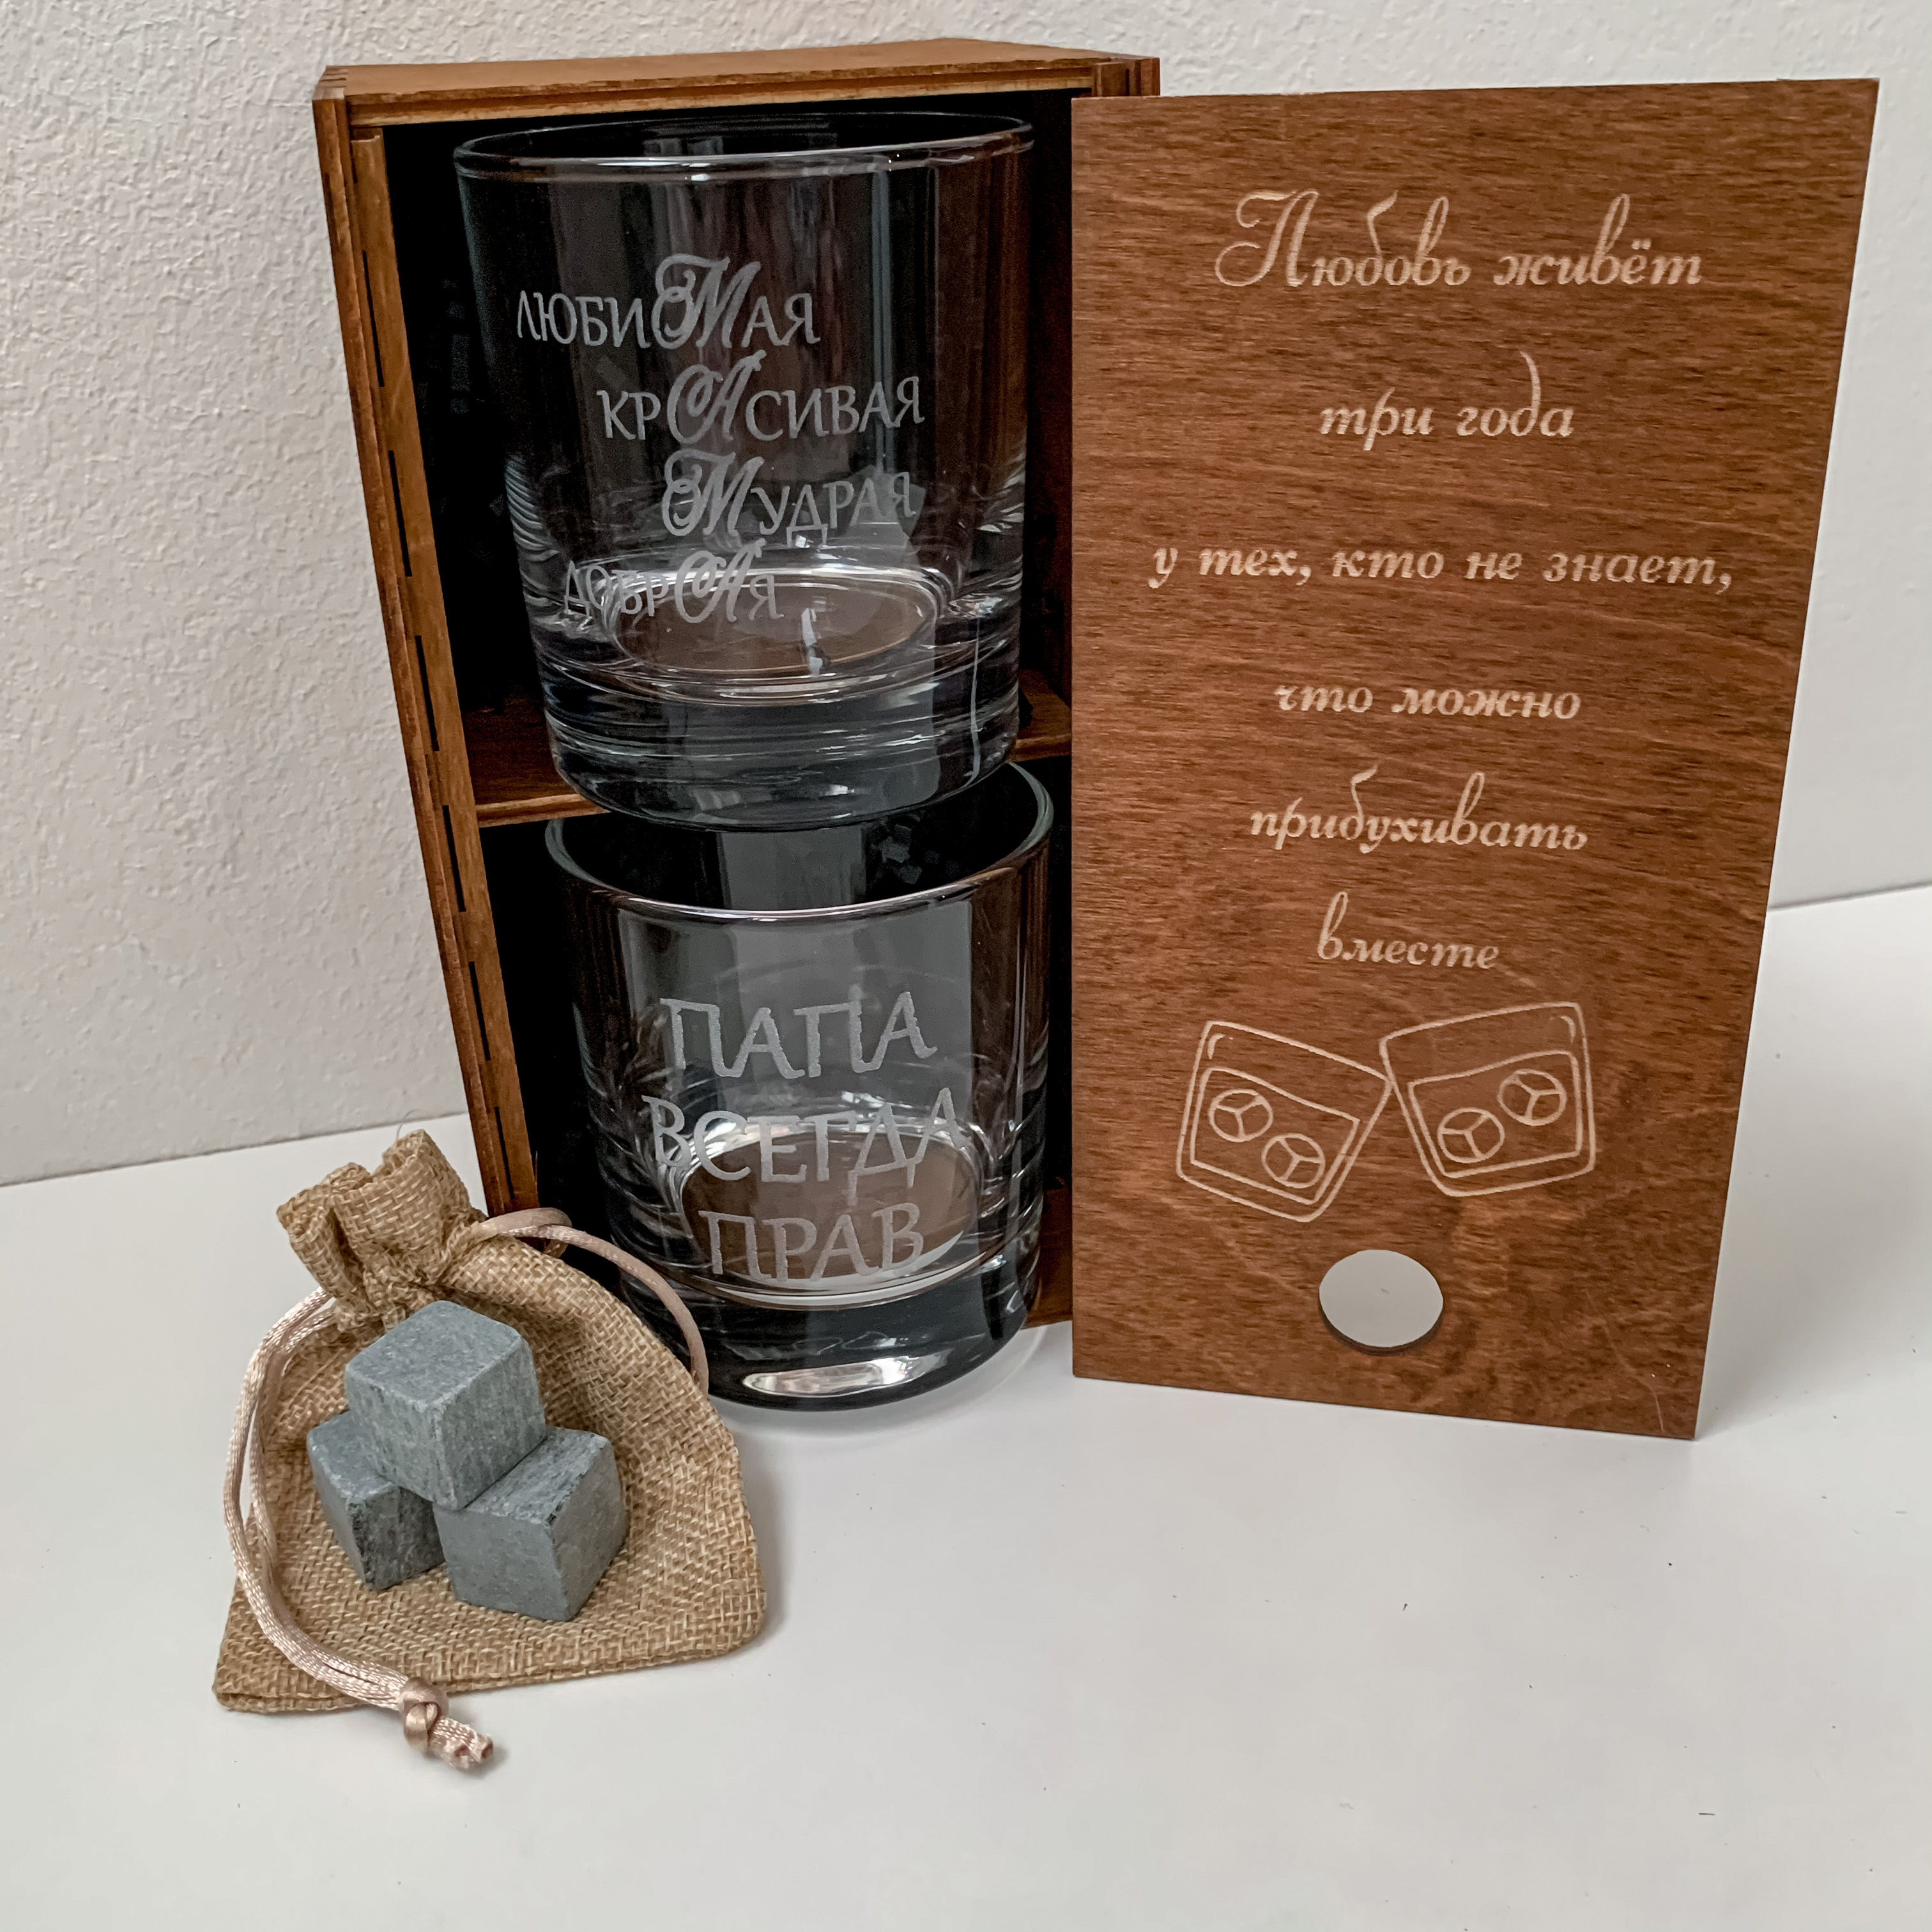 ЛЮБИМАЯ
КРАСИВАЯ
МУДРАЯ
ДОБРАЯ
ПАПА
ВСЕГДА
ПРАВ
Любовь живёт
три года
у тех, кто не знает,
что можно
прибухивать
вместе